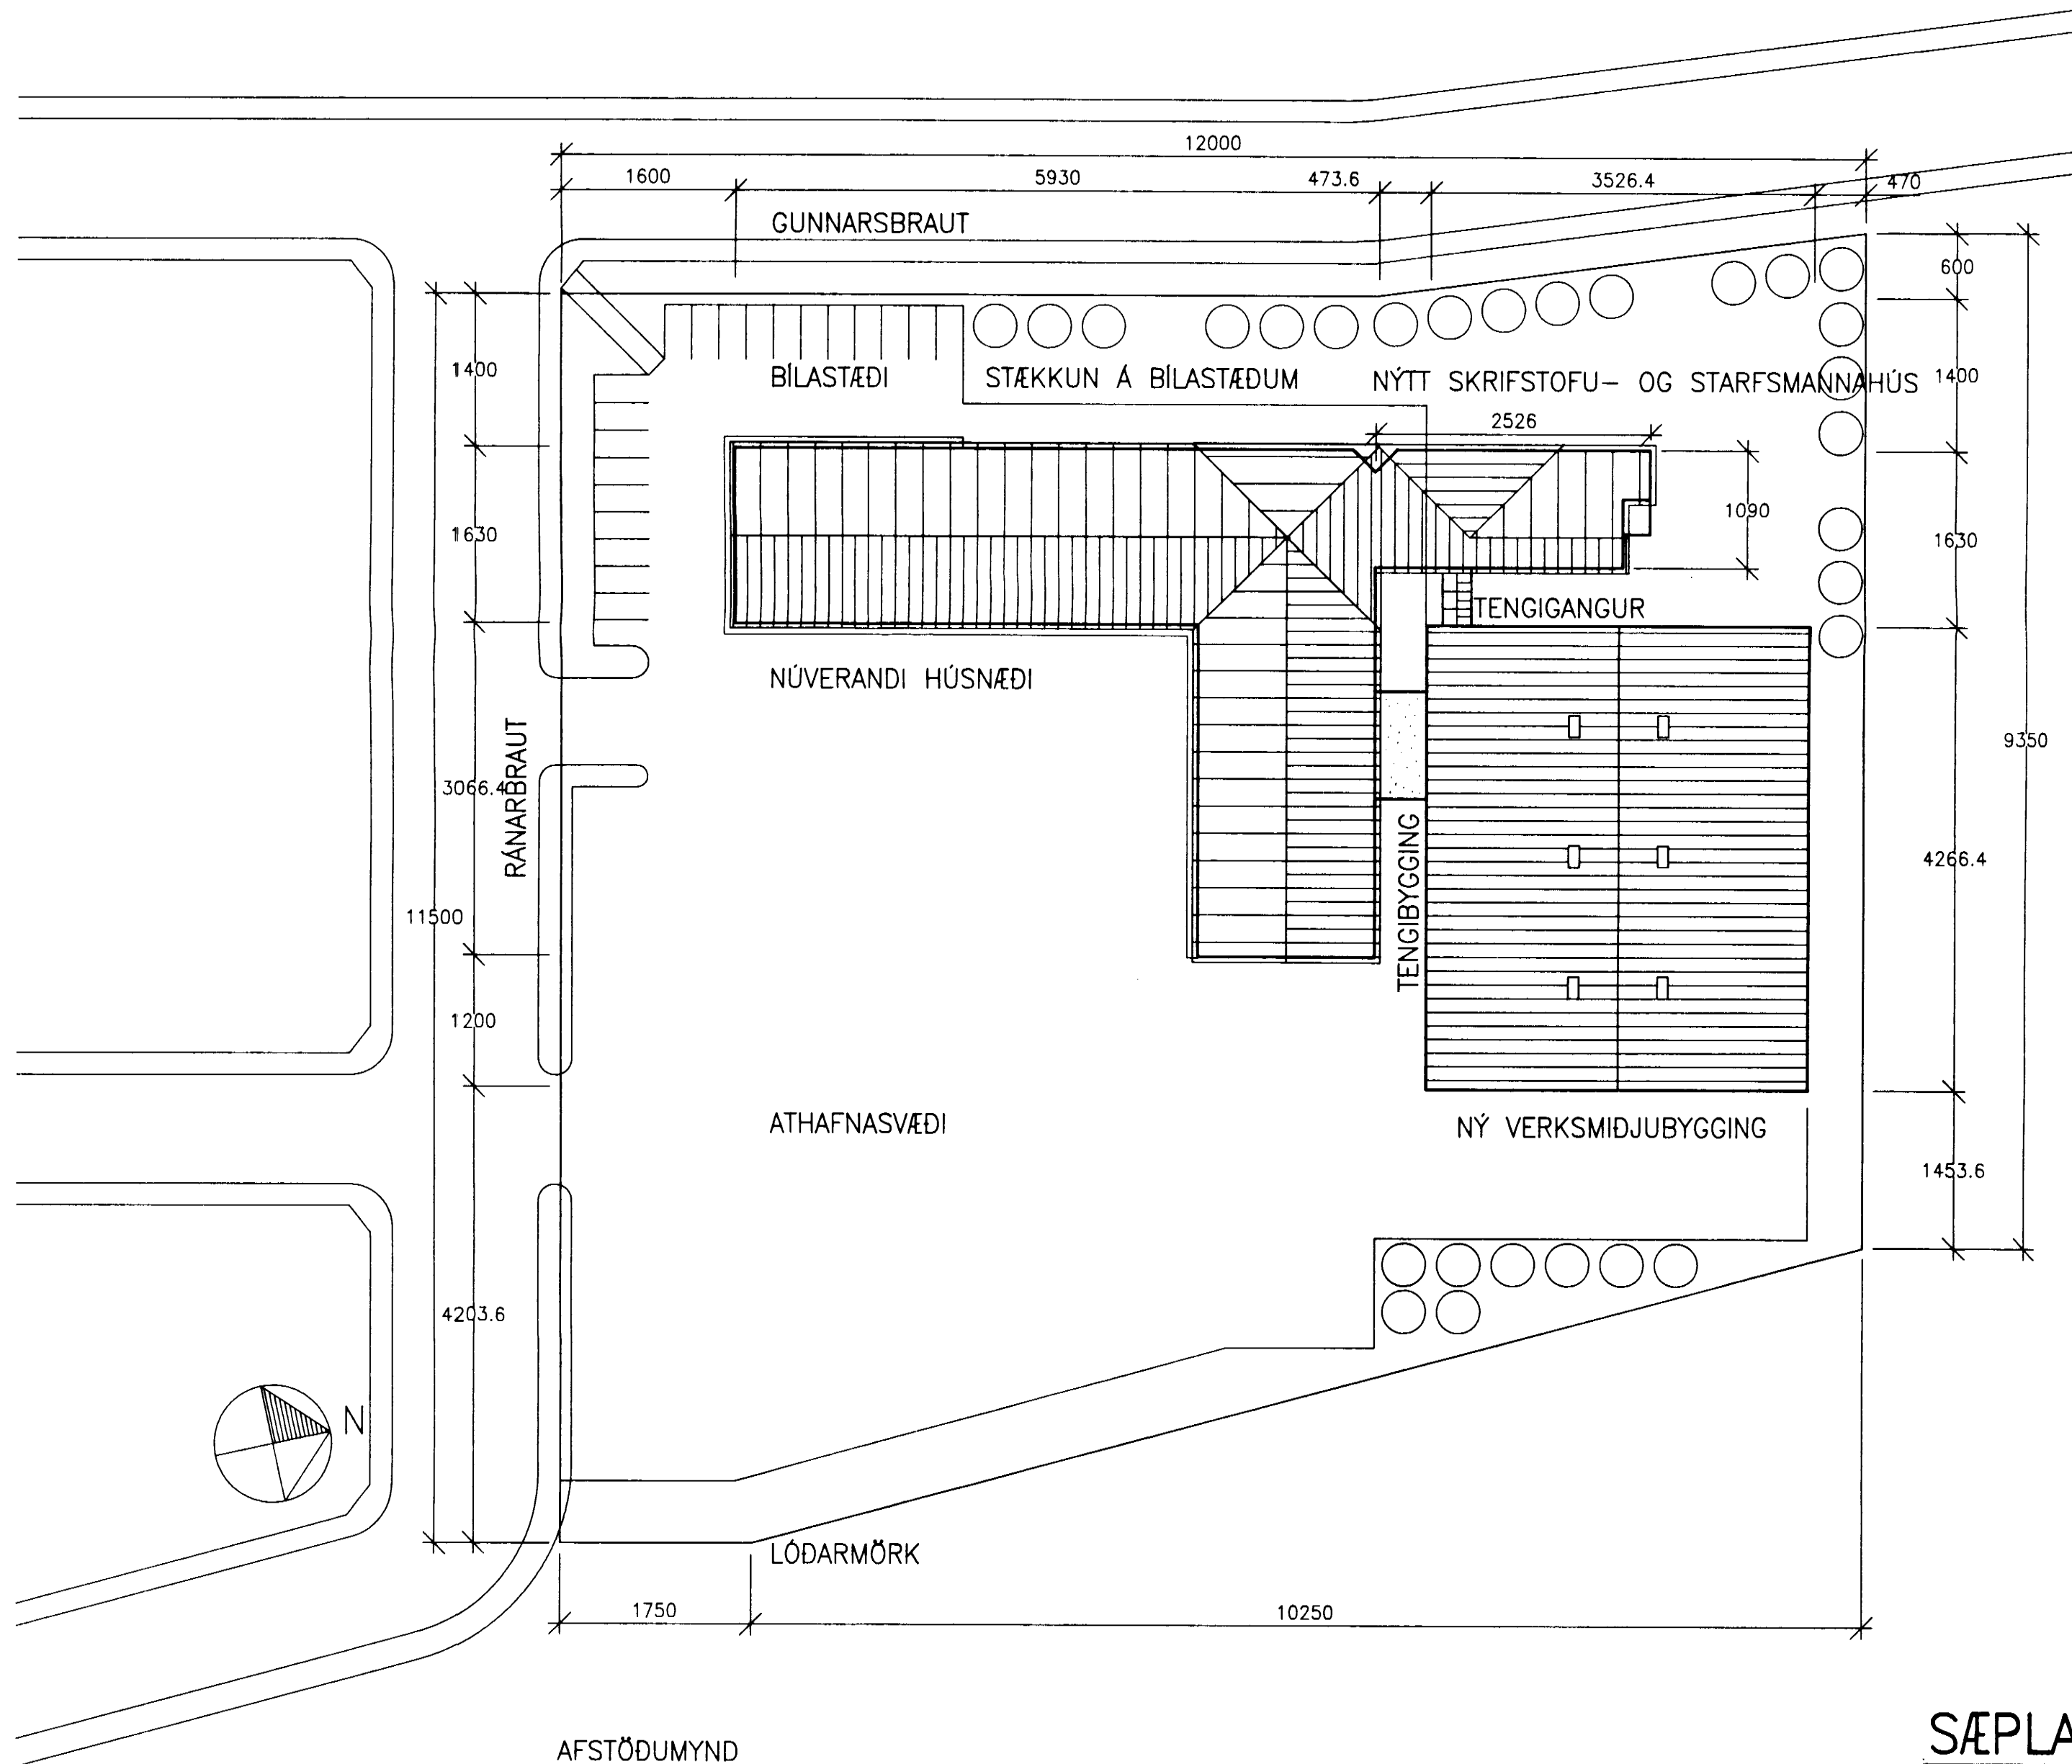 12000
1600
5930
473.6
3526.4
470
GUNNARSBRAUT
600
1400
BÍLASTÆÐI
STÆKKUN Á BÍLASTÆÐUM
NÝTT SKRIFSTOFU- OG STARFSMANNAHÚS
1400
2526
1090
1630
1630
TENGIGANGUR
NÚVERANDI HÚSNÆÐI
RÁNARBRAUT
9350
3066.4
TENGIBYGGING
4266.4
11500
1200
ATHAFNASVÆÐI
NÝ VERKSMIÐJUBYGGING
1453.6
4203.6
N
LÓÐARMÖRK
1750
10250
AFSTÖÐUMYND
SÆPLA